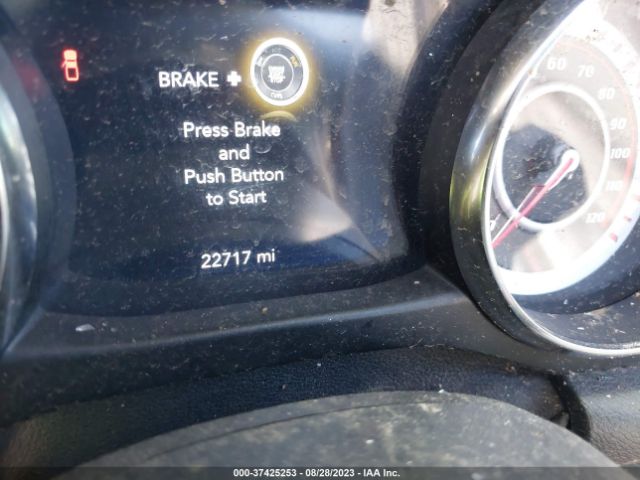 BRAKE +
Press Brake
and
Push Button
to Start
22717 mi
60
70
80
90
100
110
120
000-37425253 - 08/28/2023 - IAA Inc.